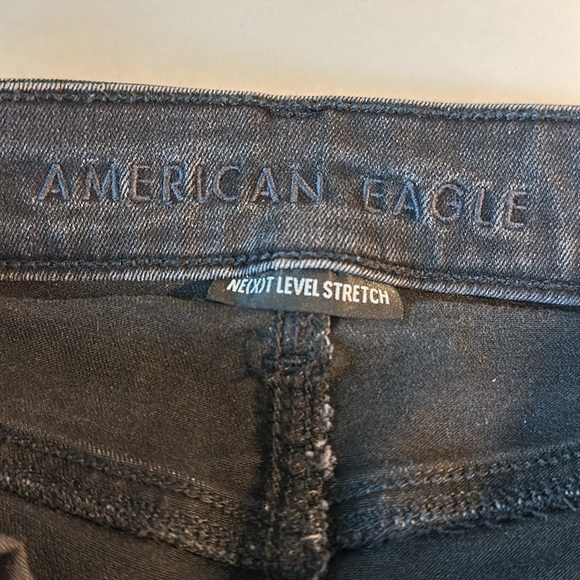 AMERICAN EAGLE
NE(X)T LEVEL STRETCH